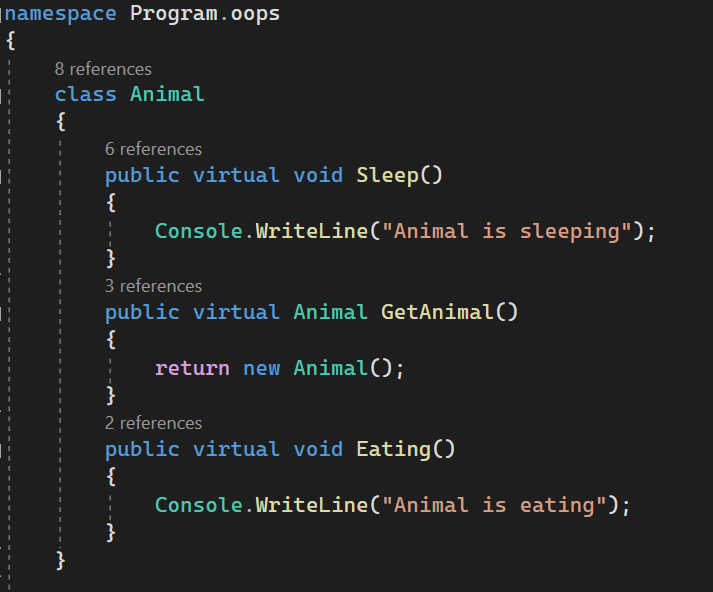 namespace Program.oops
{
8 references
class Animal
{
6 references
public virtual void Sleep()
{
Console.WriteLine("Animal is sleeping");
}
3 references
public virtual Animal GetAnimal()
{
return new Animal();
}
2 references
public virtual void Eating()
{
Console.WriteLine("Animal is eating");
}
}